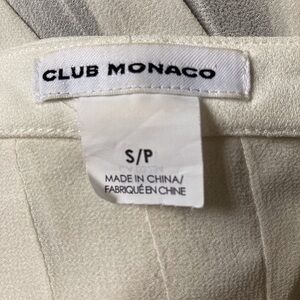 CLUB MONACO
S/P
MADE IN CHINA/
FABRIQUÉ EN CHINE